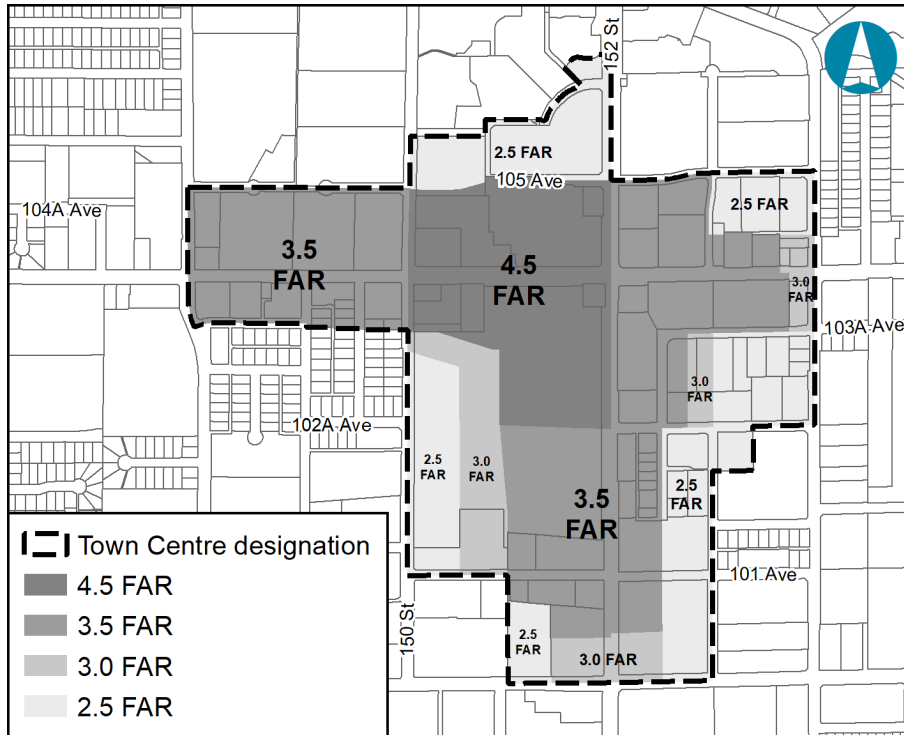 152 St
2.5 FAR
105 Ave
104A Ave
2.5 FAR
3.5
FAR
4.5
FAR
3.0
FAR
103A Ave
3.0
FAR
102A Ave
2.5
FAR
3.0
FAR
2.5
FAR
3.5
FAR
101 Ave
150 St
2.5
FAR
3.0 FAR
Town Centre designation
4.5 FAR
3.5 FAR
3.0 FAR
2.5 FAR